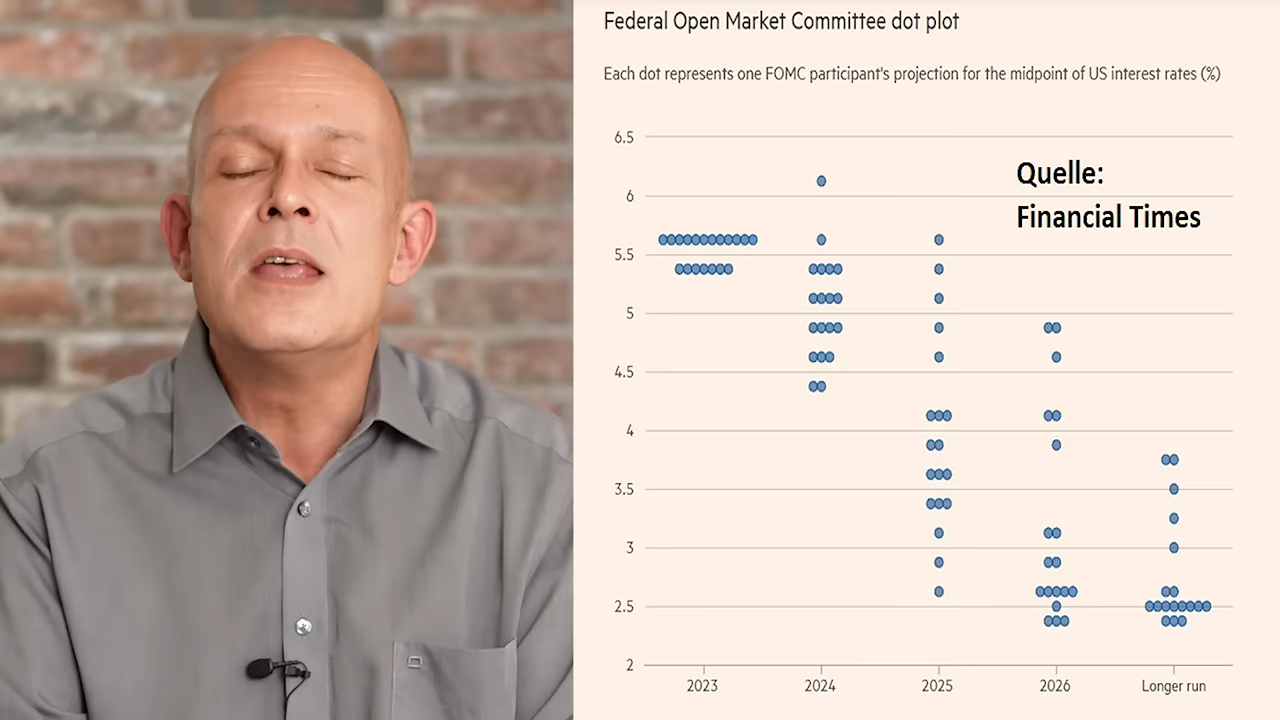 Federal Open Market Committee dot plot
Each dot represents one FOMC participant's projection for the midpoint of US interest rates (%)
6.5
Quelle:
6
Financial Times
5.5
5
4.5
4
3.5
3
2.5
2
2023 2024 2025 2026 Longer run